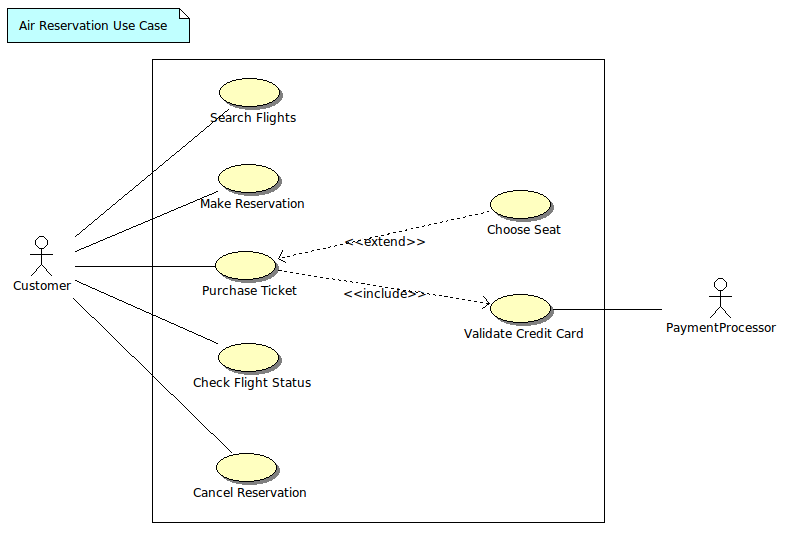 Air Reservation Use Case
Search Flights
Make Reservation
Choose Seat
<<extend>>
Customer
Purchase Ticket
<<include>>
Validate Credit Card
PaymentProcessor
Check Flight Status
Cancel Reservation